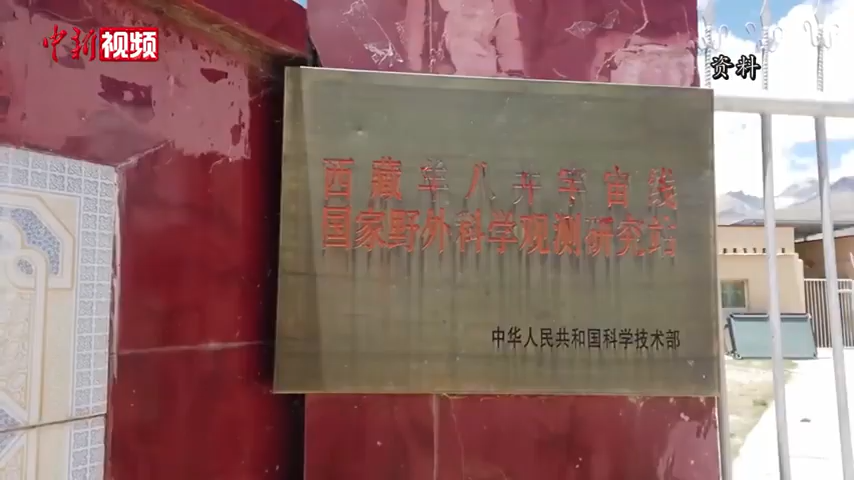 中新视频
资料
西藏羊八井宇宙线
国家野外科学观测研究站
中华人民共和国科学技术部